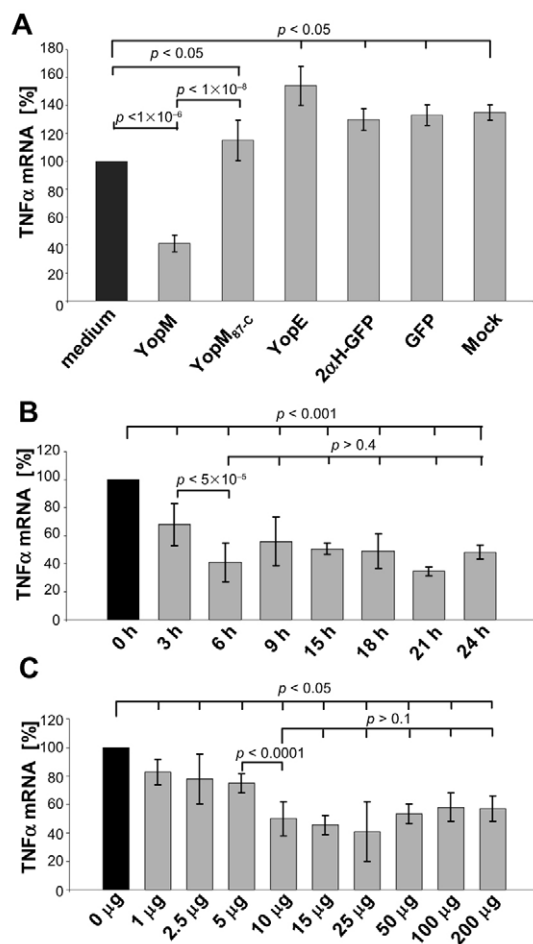 A
p < 0.05
p < 0.05
p < 1×10⁻⁸
p <1×10⁻⁶
TNFα mRNA [%]
180
160
140
120
100
80
60
40
20
0
medium YopM YopM₈₇₋C YopE 2αH-GFP GFP Mock
B
p < 0.001
p > 0.4
p < 5×10⁻⁵
TNFα mRNA [%]
120
100
80
60
40
20
0
0 h 3 h 6 h 9 h 15 h 18 h 21 h 24 h
C
p < 0.05
p > 0.1
p < 0.0001
TNFα mRNA [%]
120
100
80
60
40
20
0
0 µg 1 µg 2.5 µg 5 µg 10 µg 15 µg 25 µg 50 µg 100 µg 200 µg